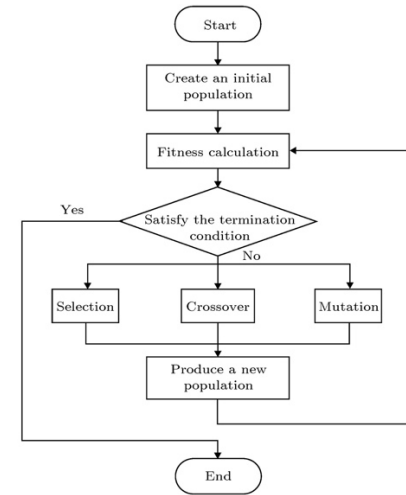 Start
Create an initial
population
Fitness calculation
Yes
Satisfy the termination
condition
No
Selection
Crossover
Mutation
Produce a new
population
End